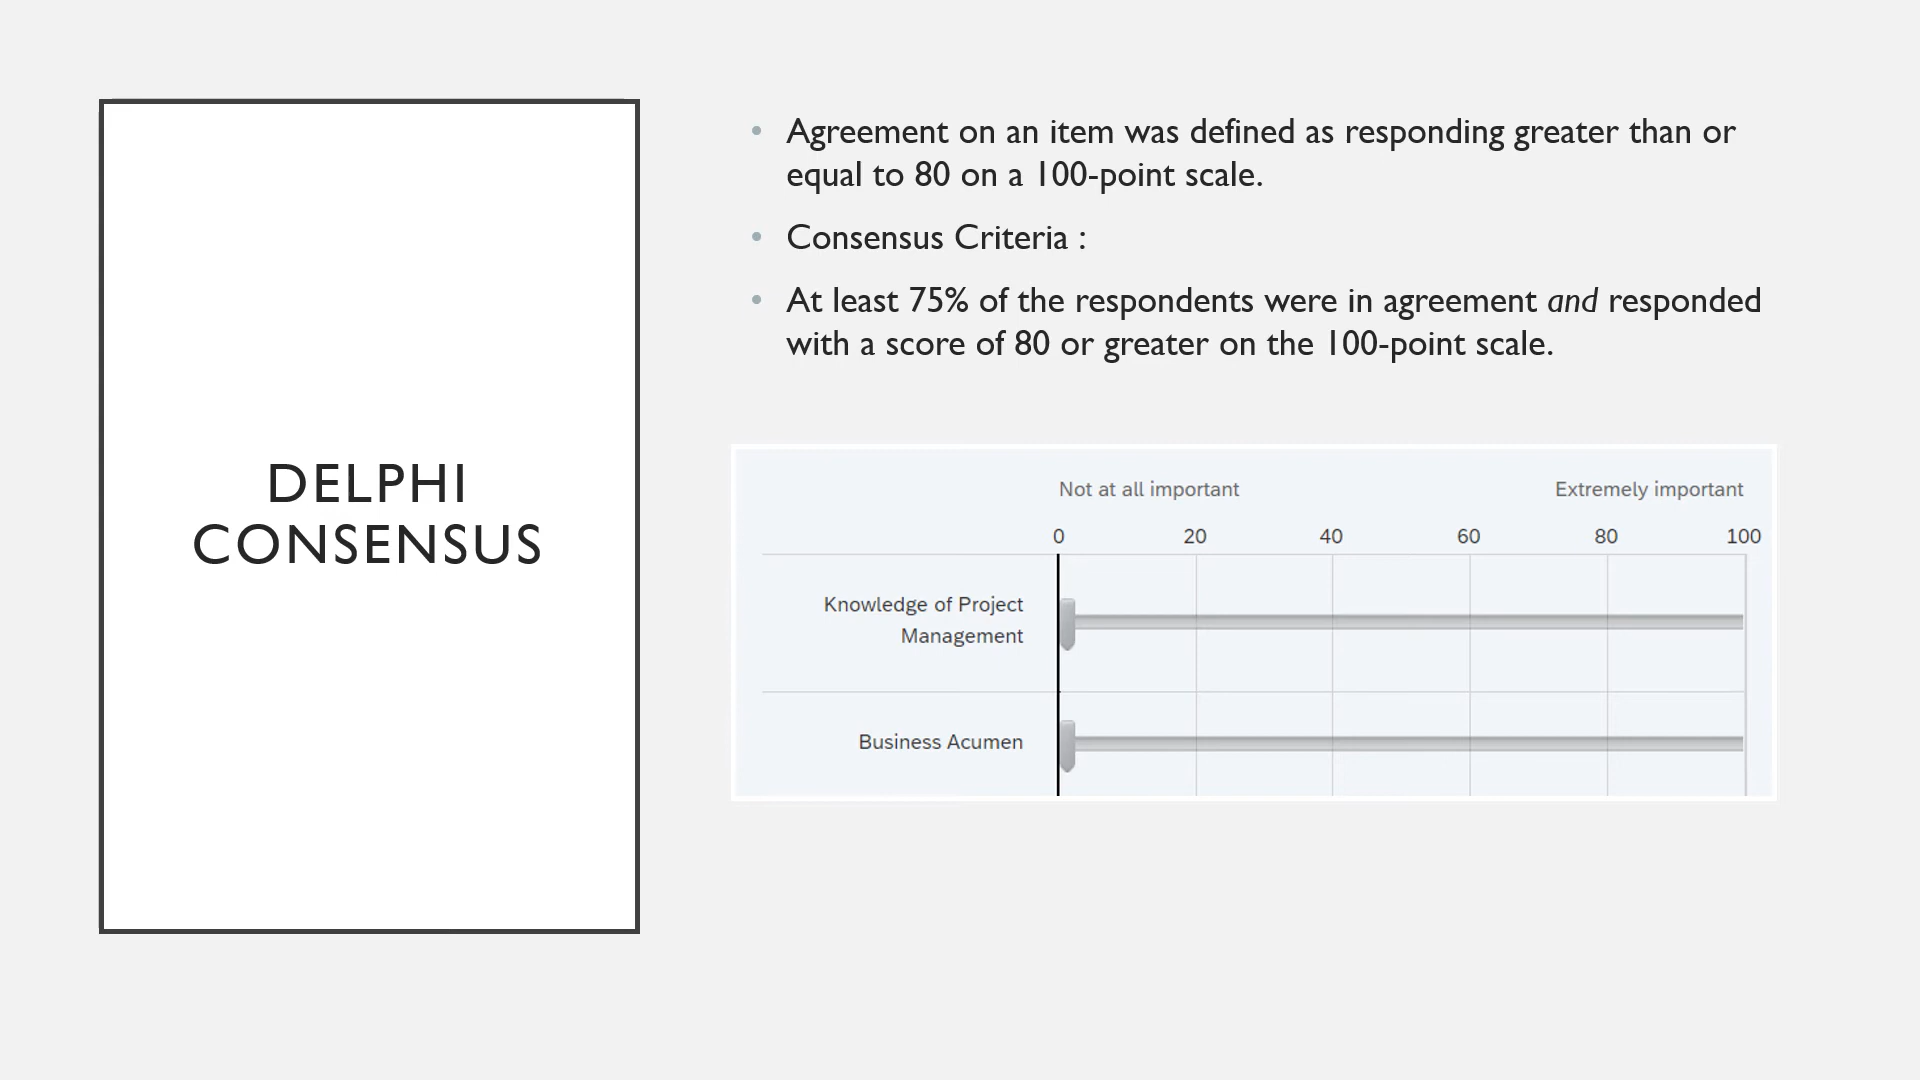 DELPHI
CONSENSUS
• Agreement on an item was defined as responding greater than or
equal to 80 on a 100-point scale.
• Consensus Criteria :
• At least 75% of the respondents were in agreement and responded
with a score of 80 or greater on the 100-point scale.
Not at all important Extremely important
0 20 40 60 80 100
Knowledge of Project
Management
Business Acumen